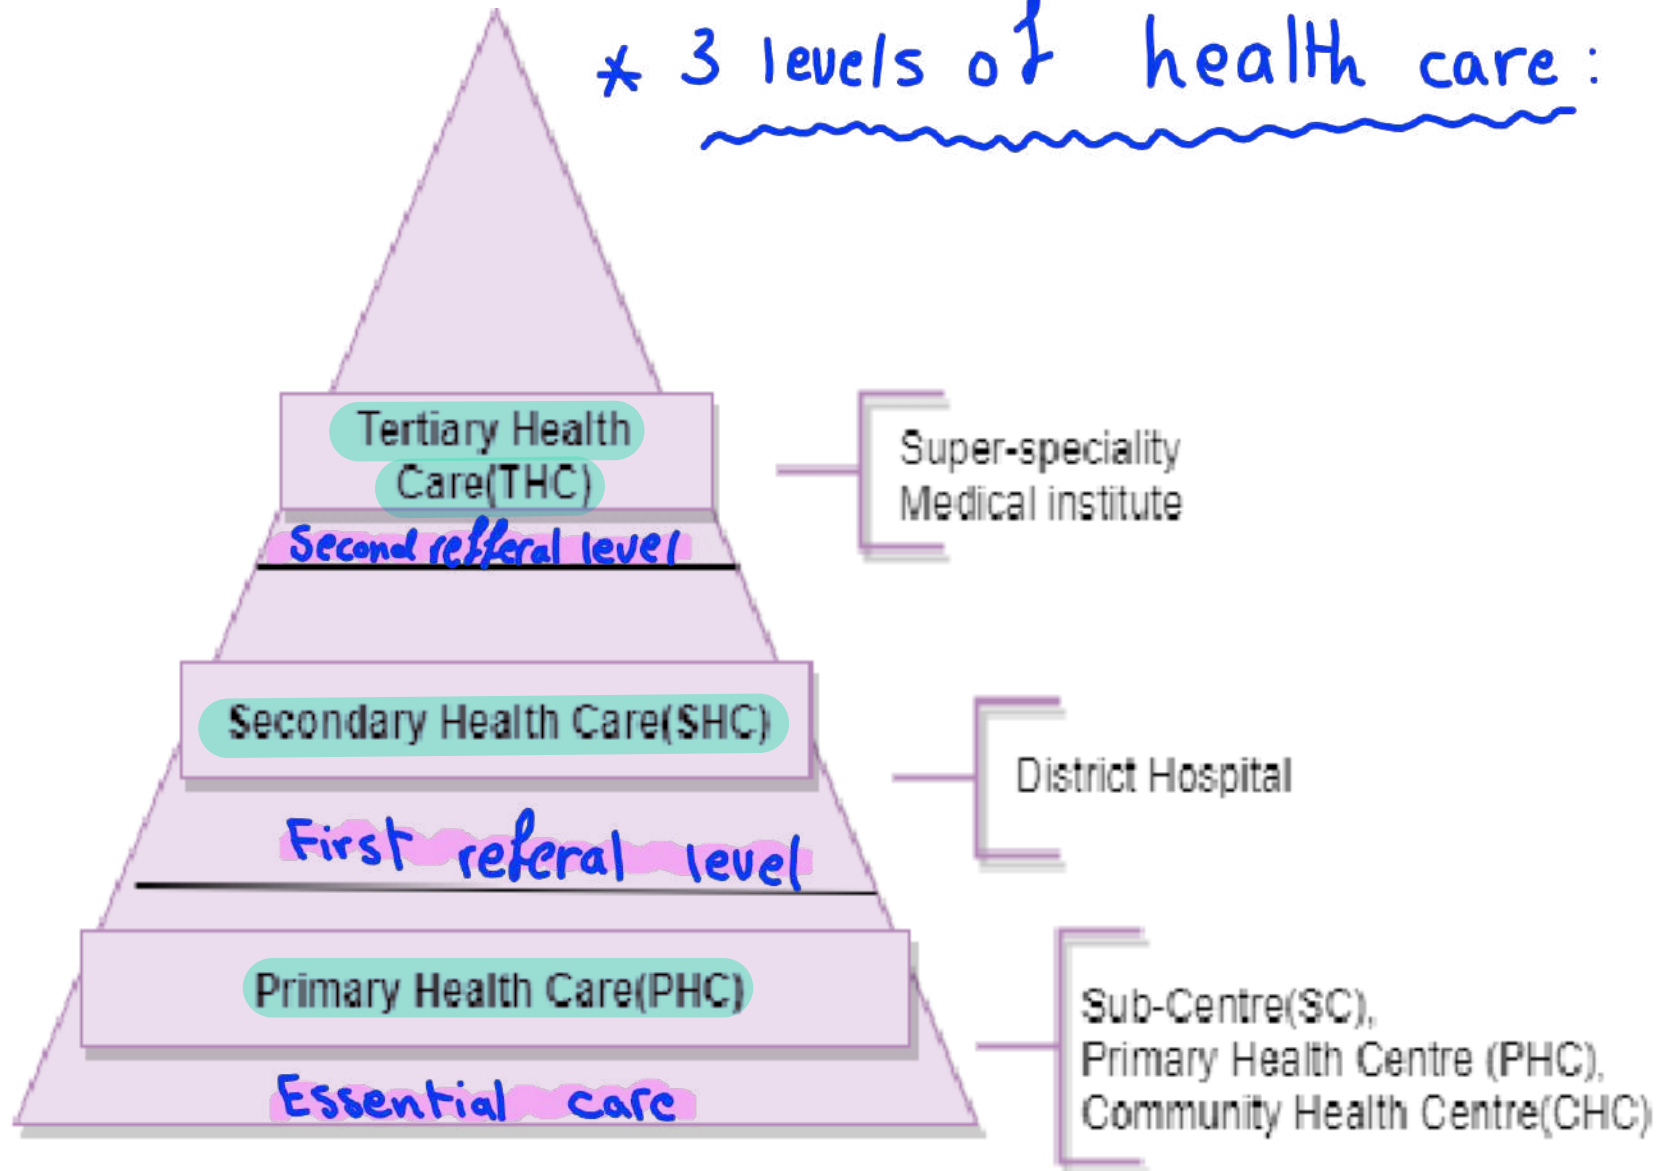 * 3 levels of health care:
Tertiary Health
Care(THC)
Super-speciality
Medical institute
Second refferal level
Secondary Health Care(SHC)
District Hospital
First referal level
Primary Health Care(PHC)
Sub-Centre(SC),
Primary Health Centre (PHC),
Community Health Centre(CHC)
Essential care